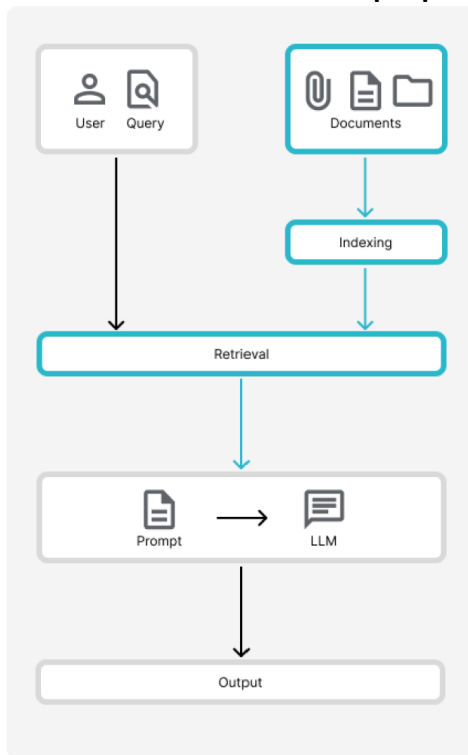 User Query
Documents
Indexing
Retrieval
Prompt
LLM
Output